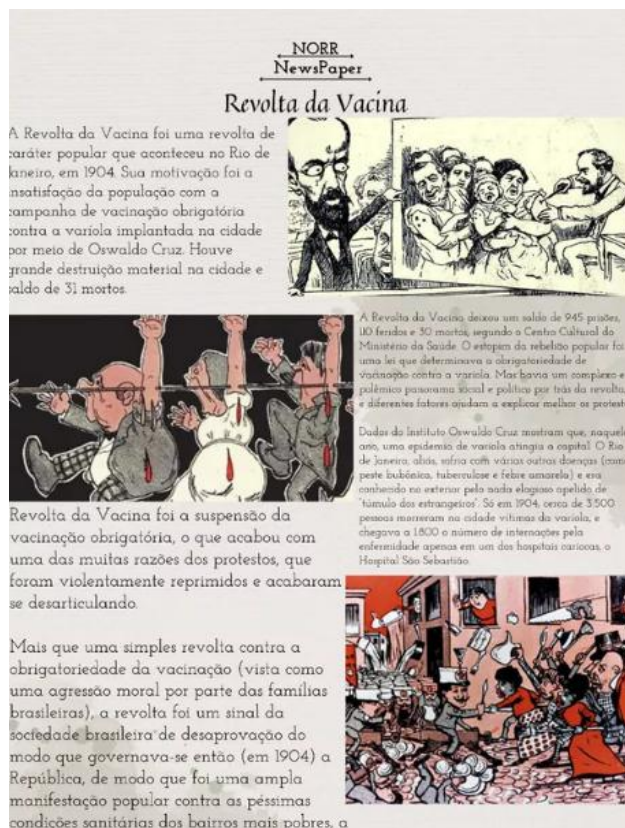 NORR
NewsPaper
Revolta da Vacina
A Revolta da Vacina foi uma revolta de
caráter popular que aconteceu no Rio de
Janeiro, em 1904. Sua motivação foi a
insatisfação da população com a
campanha de vacinação obrigatória
contra a varíola implantada na cidade
por meio de Oswaldo Cruz. Houve
grande destruição material na cidade e
saldo de 31 mortos.
A Revolta da Vacina deixou um saldo de 945 prisões,
110 feridos e 30 mortos, segundo o Centro Cultural do
Ministério da Saúde. O estopim da rebelião popular foi
uma lei que determinava a obrigatoriedade de
vacinação contra a varíola. Mas havia um complexo e
polêmico panorama social e político por trás da revolta,
e diferentes fatores ajudam a explicar melhor os protest
Dados do Instituto Oswaldo Cruz mostram que, naquele
ano, uma epidemia de varíola atingiu a capital. O Rio
de Janeiro, aliás, sofria com várias outras doenças (como
peste bubônica, tuberculose e febre amarela) e era
conhecido no exterior pelo nada elogioso apelido de
"túmulo dos estrangeiros". Só em 1904, cerca de 3.500
pessoas morreram na cidade vítimas da varíola, e
chegava a 1.800 o número de internações pela
enfermidade apenas em um dos hospitais cariocas, o
Hospital São Sebastião.
Revolta da Vacina foi a suspensão da
vacinação obrigatória, o que acabou com
uma das muitas razões dos protestos, que
foram violentamente reprimidos e acabaram
se desarticulando.
Mais que uma simples revolta contra a
obrigatoriedade da vacinação (vista como
uma agressão moral por parte das famílias
brasileiras), a revolta foi um sinal da
sociedade brasileira de desaprovação do
modo que governava-se então (em 1904) a
República, de modo que foi uma ampla
manifestação popular contra as péssimas
condições sanitárias dos bairros mais pobres, a